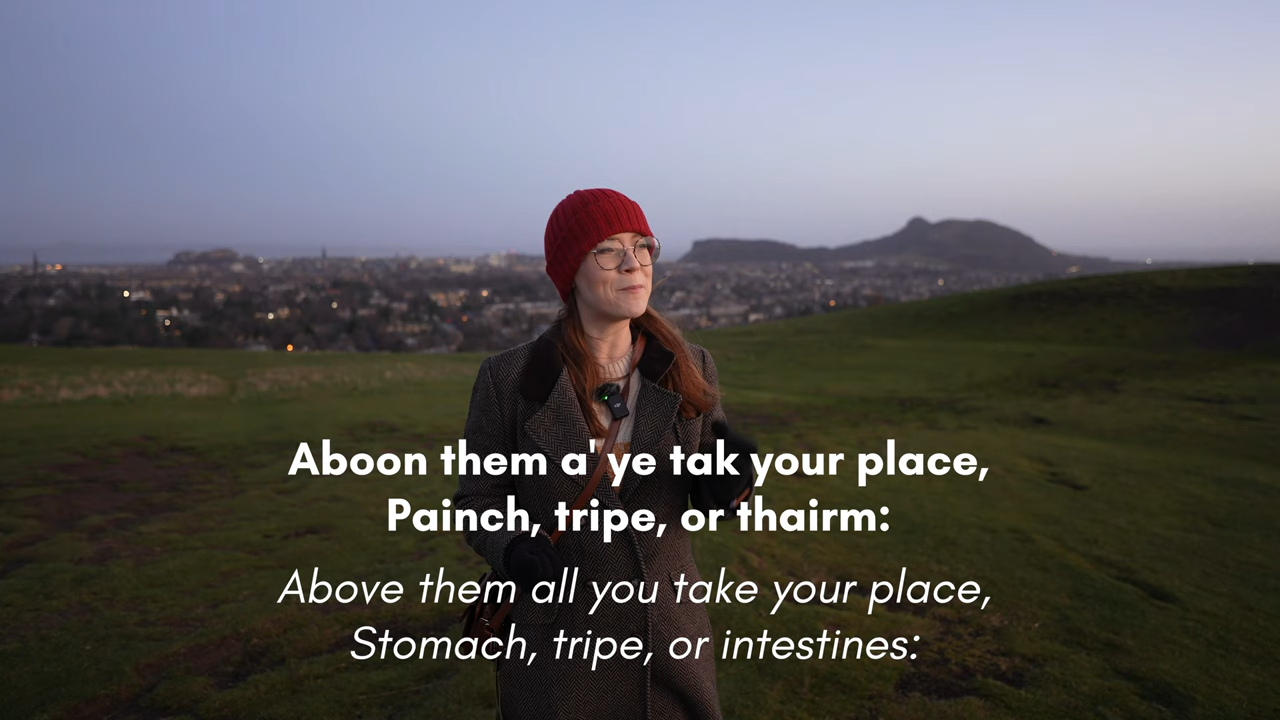 Aboon them a' ye tak your place,
Painch, tripe, or thairm:
Above them all you take your place,
Stomach, tripe, or intestines: